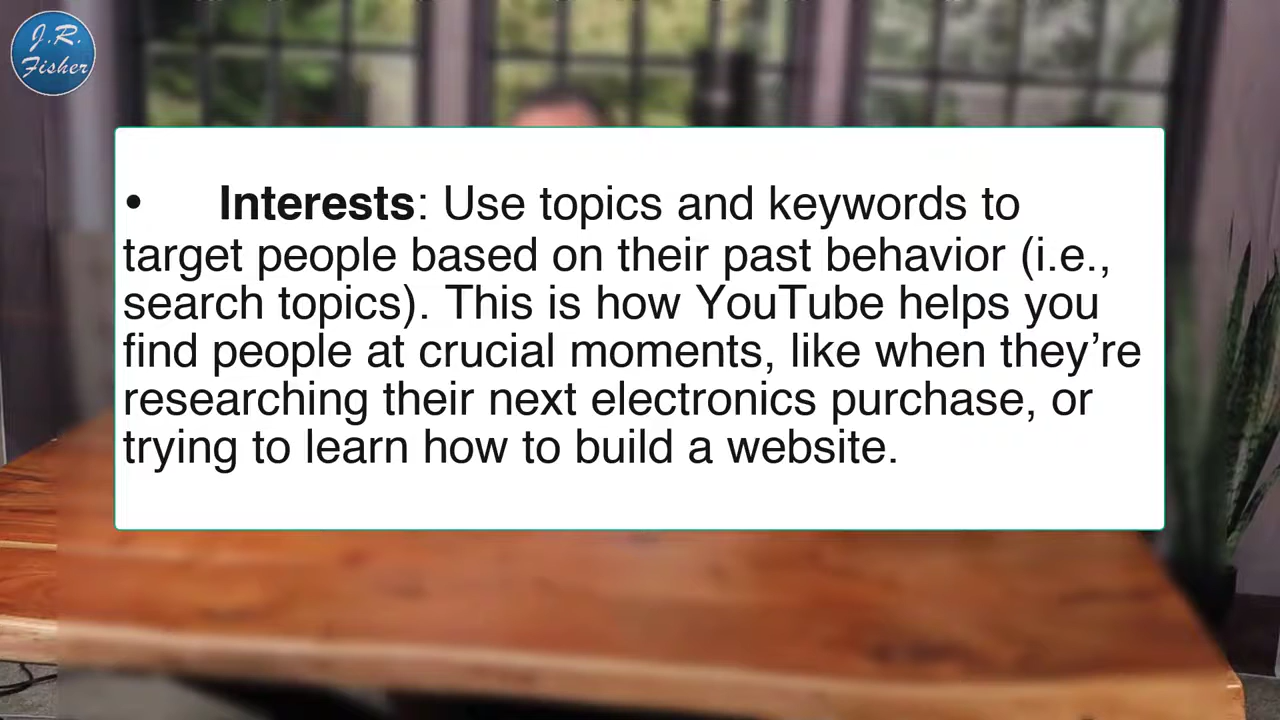 J.R.
Fisher
• Interests: Use topics and keywords to
target people based on their past behavior (i.e.,
search topics). This is how YouTube helps you
find people at crucial moments, like when they’re
researching their next electronics purchase, or
trying to learn how to build a website.